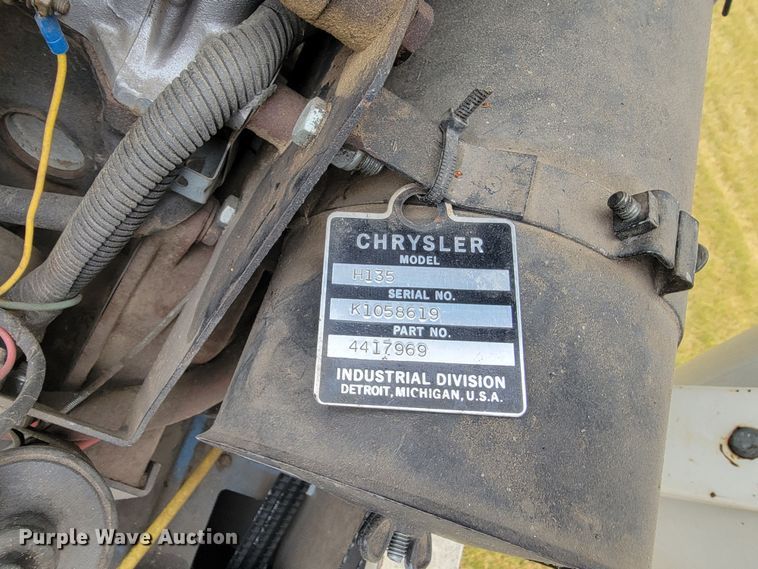 CHRYSLER
MODEL
H135
SERIAL NO.
K1058619
PART NO.
4417969
INDUSTRIAL DIVISION
DETROIT, MICHIGAN, U.S.A.
Purple Wave Auction